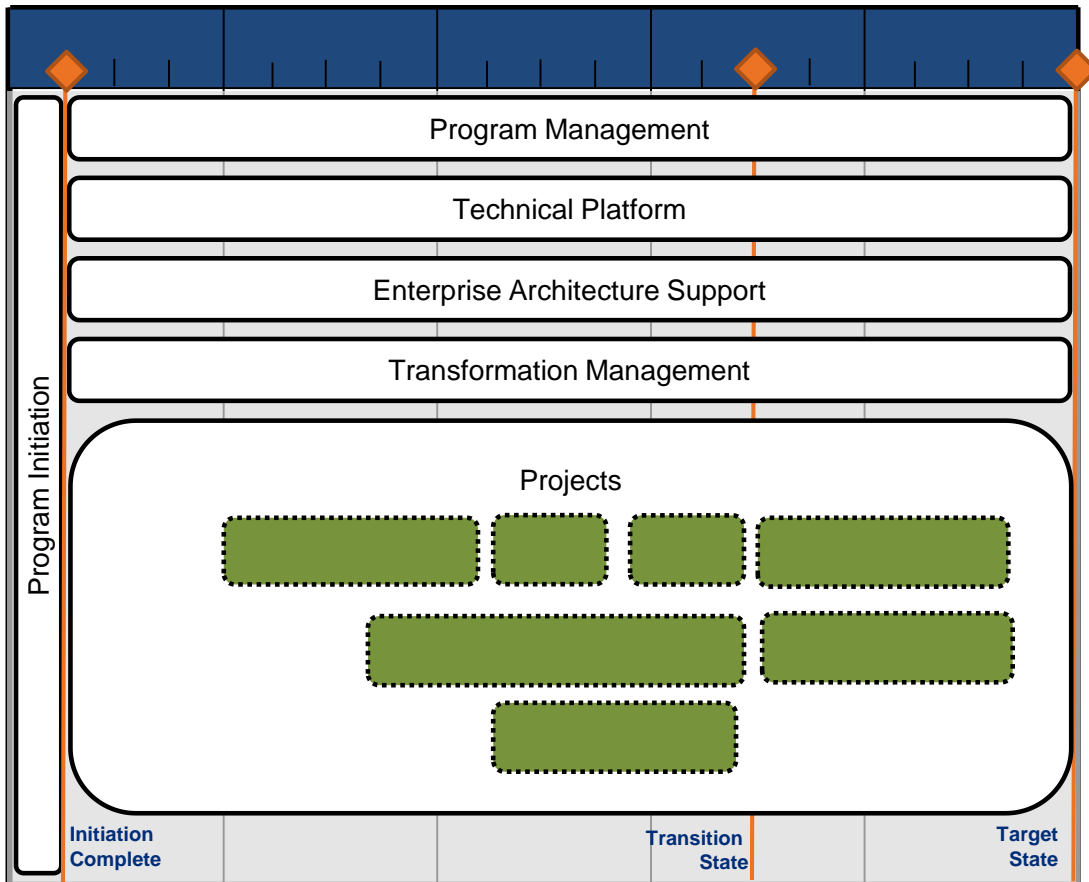 Program Management
Technical Platform
Enterprise Architecture Support
Transformation Management
Program Initiation
Projects
Initiation
Complete
Transition
State
Target
State